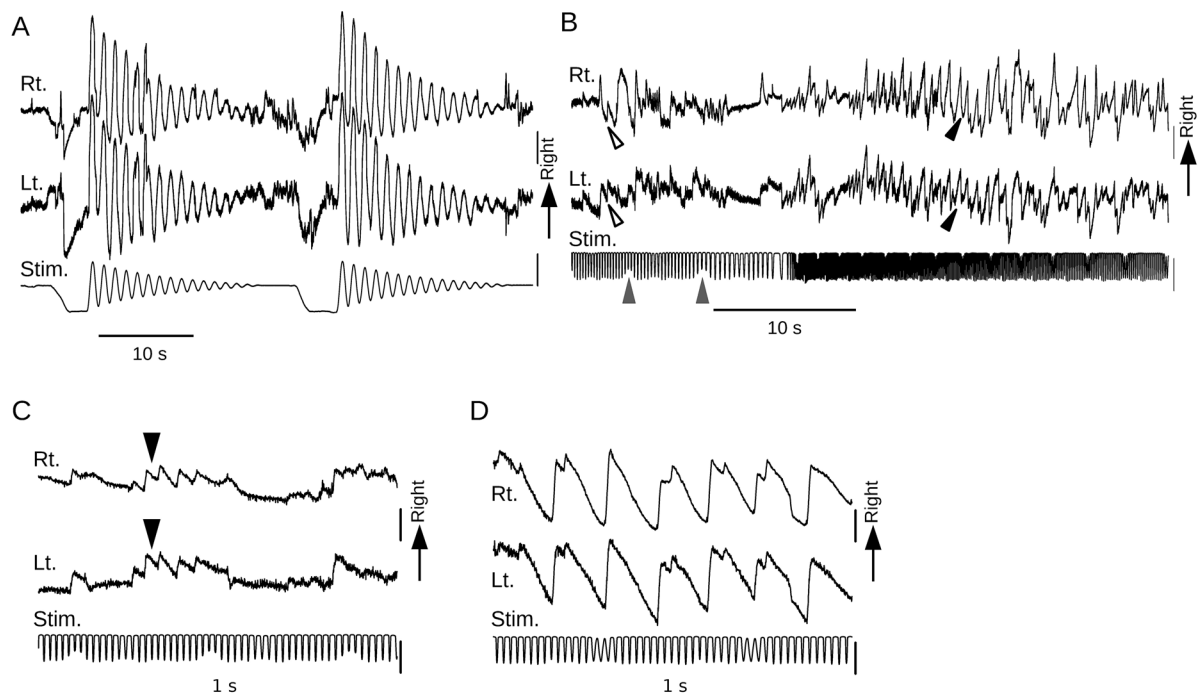 A
Rt.
Lt.
Stim.
Right
10 s
B
Rt.
Lt.
Stim.
Right
10 s
C
Rt.
Lt.
Stim.
Right
1 s
D
Rt.
Lt.
Stim.
Right
1 s